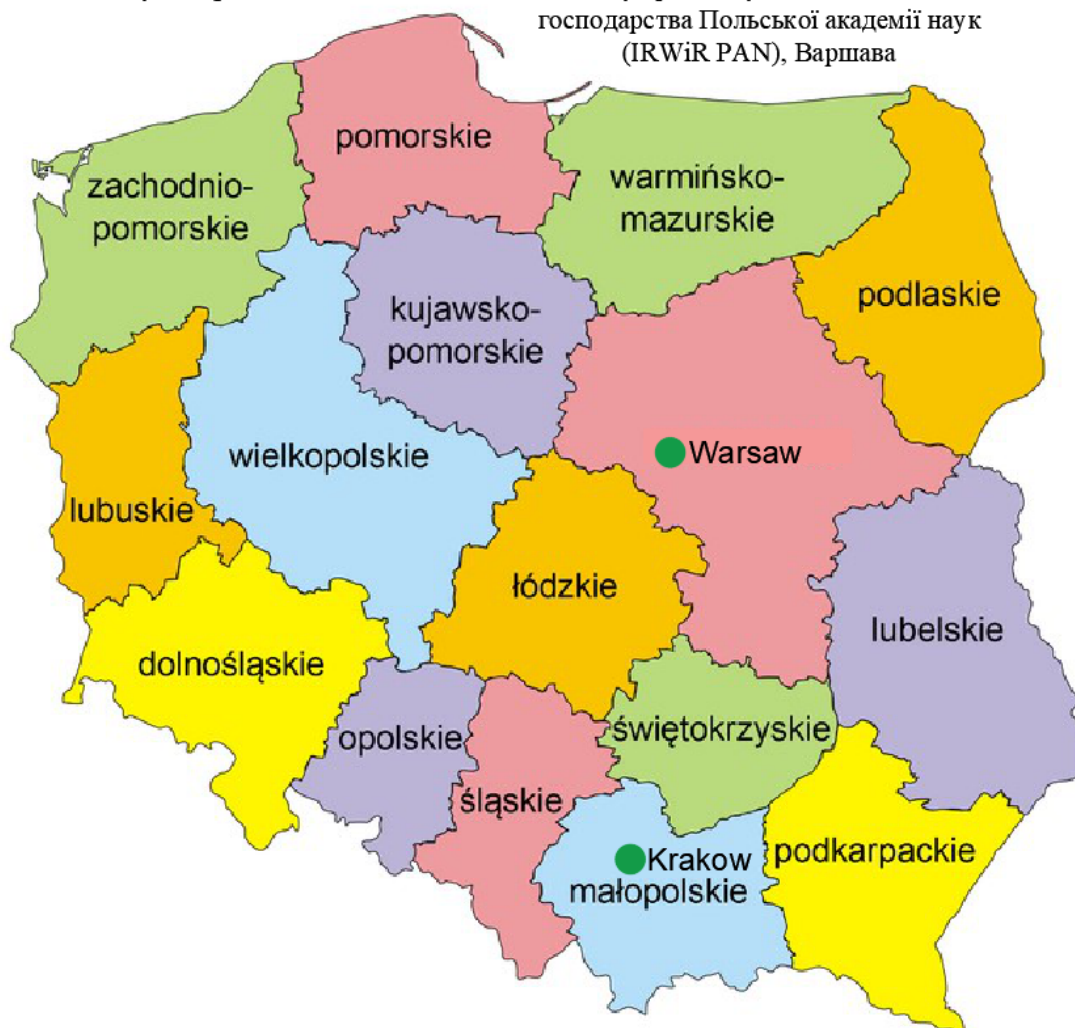 господарства Польської академії наук
(IRWiR PAN), Варшава
pomorskie
zachodnio-
pomorskie
warmińsko-
mazurskie
podlaskie
kujawsko-
pomorskie
wielkopolskie
Warsaw
lubuskie
łódzkie
lubelskie
dolnośląskie
opolskie
świętokrzyskie
śląskie
Krakow
małopolskie
podkarpackie